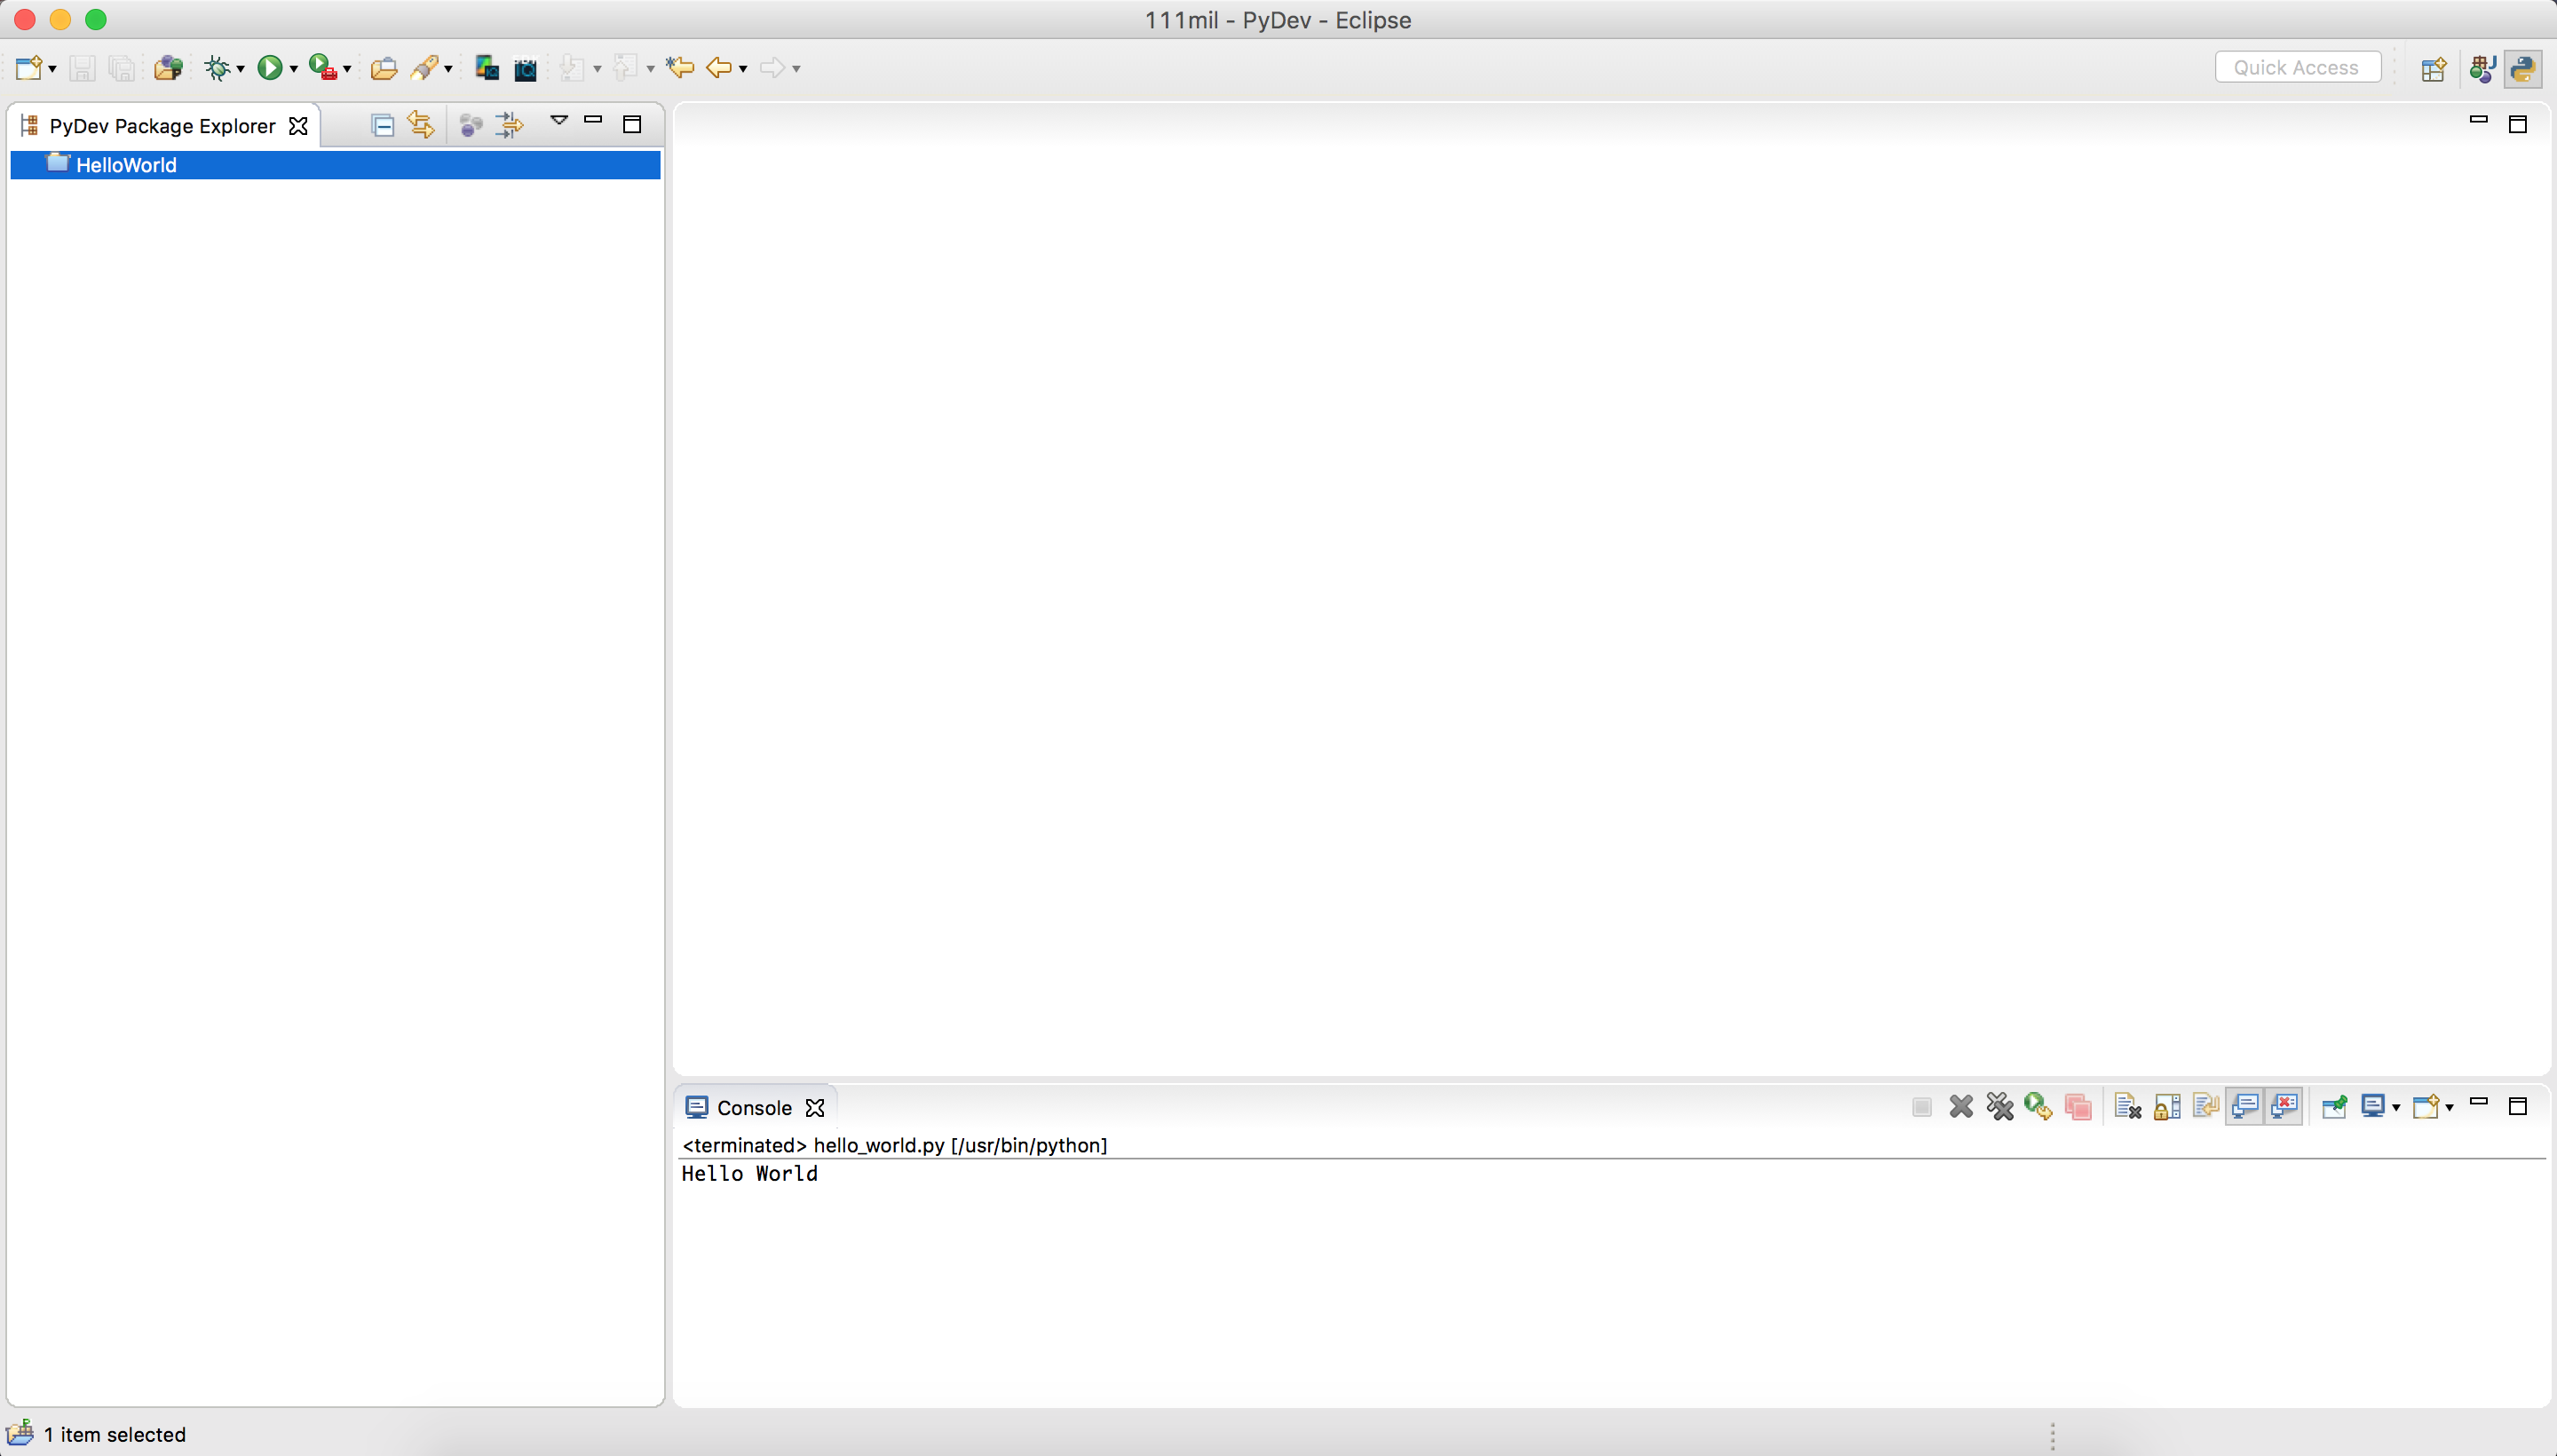 111mil - PyDev - Eclipse
Quick Access
PyDev Package Explorer
HelloWorld
Console
<terminated> hello_world.py [/usr/bin/python]
Hello World
1 item selected